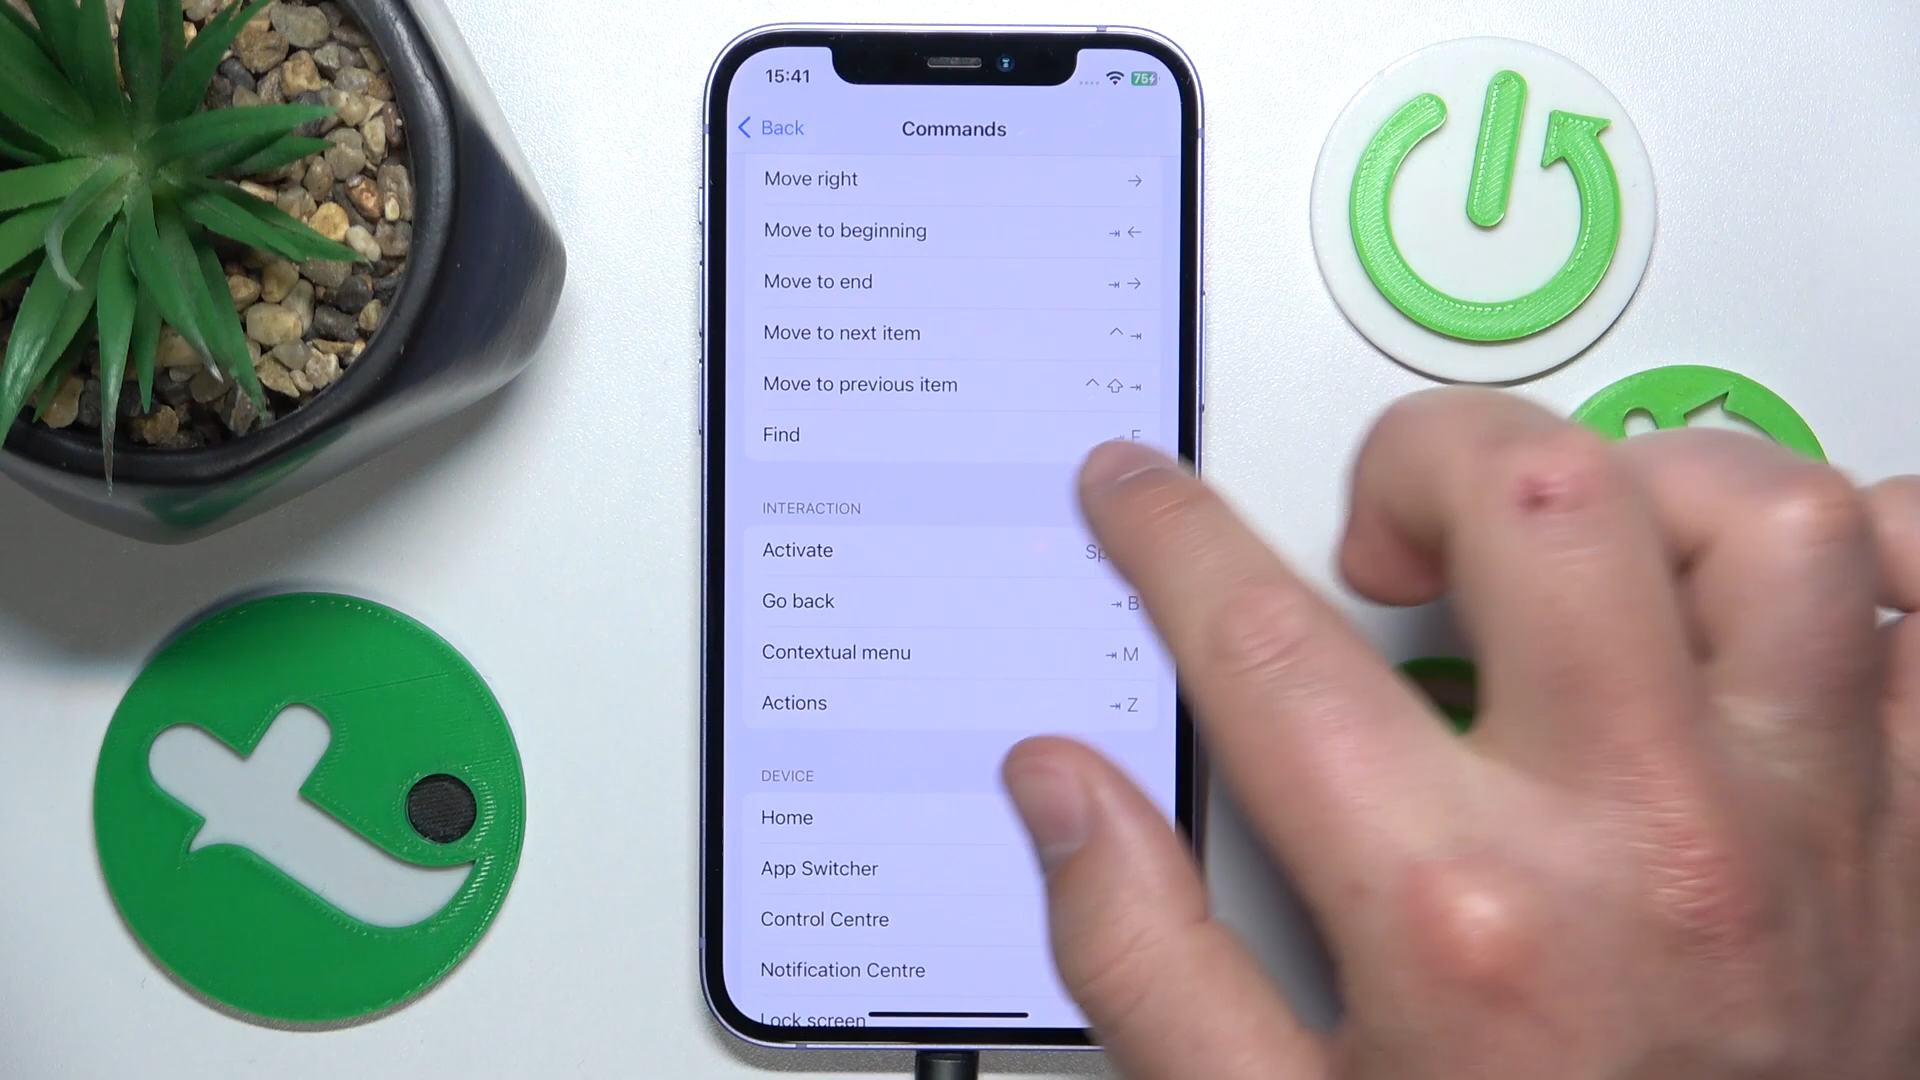 15:41
75
Back
Commands
Move right →
Move to beginning ⇥ ←
Move to end ⇥ →
Move to next item ^ ⇥
Move to previous item ^ ⇧ ⇥
Find ⇥ F
INTERACTION
Activate
Go back ⇥ B
Contextual menu ⇥ M
Actions ⇥ Z
DEVICE
Home
App Switcher
Control Centre
Notification Centre
Lock screen